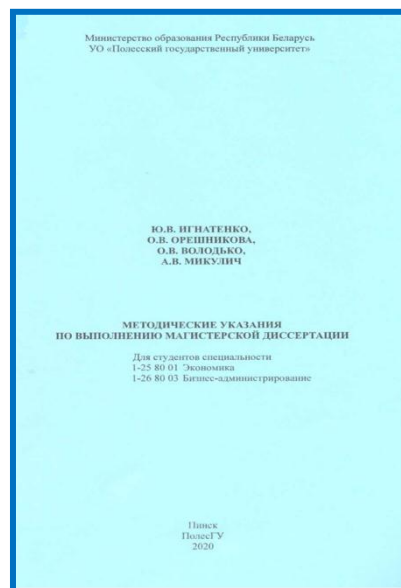 Министерство образования Республики Беларусь
УО «Полесский государственный университет»
Ю.В. ИГНАТЕНКО,
О.В. ОРЕШНИКОВА,
О.В. ВОЛОДЬКО,
А.В. МИКУЛИЧ
МЕТОДИЧЕСКИЕ УКАЗАНИЯ
ПО ВЫПОЛНЕНИЮ МАГИСТЕРСКОЙ ДИССЕРТАЦИИ
Для студентов специальности
1-25 80 01 Экономика
1-26 80 03 Бизнес-администрирование
Пинск
ПолесГУ
2020